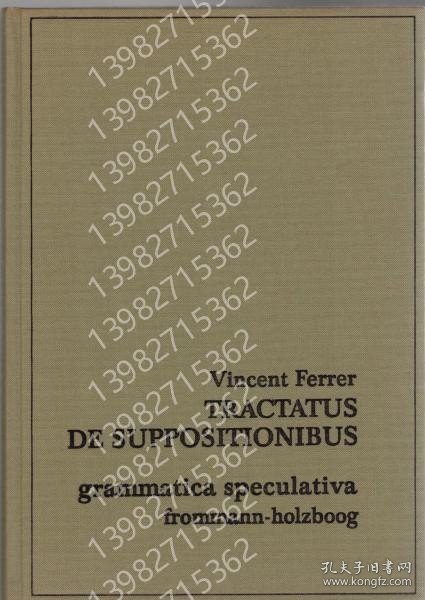 13982715362
13982715362
13982715362
13982715362
13982715362
13982715362
13982715362
13982715362
13982715362
13982715362
Vincent Ferrer
TRACTATUS
DE SUPPOSITIONIBUS
grammatica speculativa
frommann-holzboog
孔夫子旧书网
www.kongfz.com